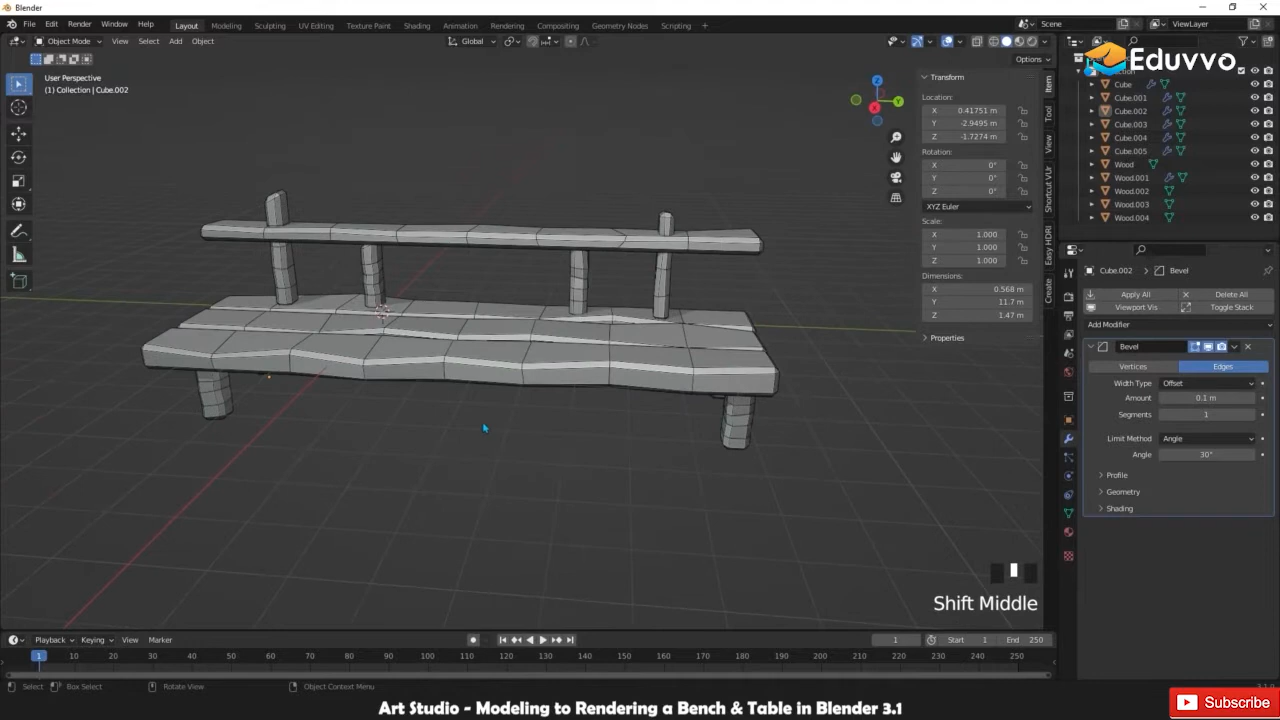 Blender
File Edit Render Window Help
Layout Modeling Sculpting UV Editing Texture Paint Shading Animation Rendering Compositing Geometry Nodes Scripting +
Scene
ViewLayer
Object Mode View Select Add Object
Global
Options
Eduvvo
User Perspective
(1) Collection | Cube.002
Transform
Location:
X 0.41751 m
Y -2.9495 m
Z -1.7274 m
Rotation:
X 0°
Y 0°
Z 0°
XYZ Euler
Scale:
X 1.000
Y 1.000
Z 1.000
Dimensions:
X 0.568 m
Y 11.7 m
Z 1.47 m
Properties
Item
Tool
View
Shortcut VUr
Easy HDRI
Create
Z
Y
X
Cube
Cube.001
Cube.002
Cube.003
Cube.004
Cube.005
Wood
Wood.001
Wood.002
Wood.003
Wood.004
Cube.002 > Bevel
Apply All Delete All
Viewport Vis Toggle Stack
Add Modifier
Bevel
Vertices Edges
Width Type Offset
Amount 0.1 m
Segments 1
Limit Method Angle
Angle 30°
Profile
Geometry
Shading
Shift Middle
Playback Keying View Marker
1 Start 1 End 250
1 10 20 30 40 50 60 70 80 90 100 110 120 130 140 150 160 170 180 190 200 210 220 230 240 250
Select Box Select Rotate View Object Context Menu
Art Studio - Modeling to Rendering a Bench & Table in Blender 3.1
Subscribe